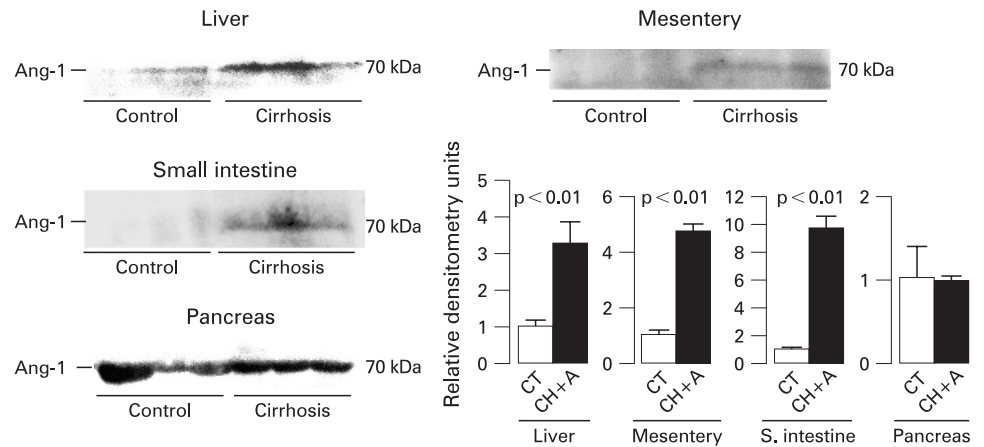 Liver
Ang-1
70 kDa
Control Cirrhosis
Mesentery
Ang-1
70 kDa
Control Cirrhosis
Small intestine
Ang-1
70 kDa
Control Cirrhosis
Pancreas
Ang-1
70 kDa
Control Cirrhosis
Relative densitometry units
5
4
3
2
1
0
p < 0.01
CT
CH+A
Liver
6
4
2
0
p < 0.01
CT
CH+A
Mesentery
12
10
8
6
4
2
0
p < 0.01
CT
CH+A
S. intestine
2
1
0
CT
CH+A
Pancreas